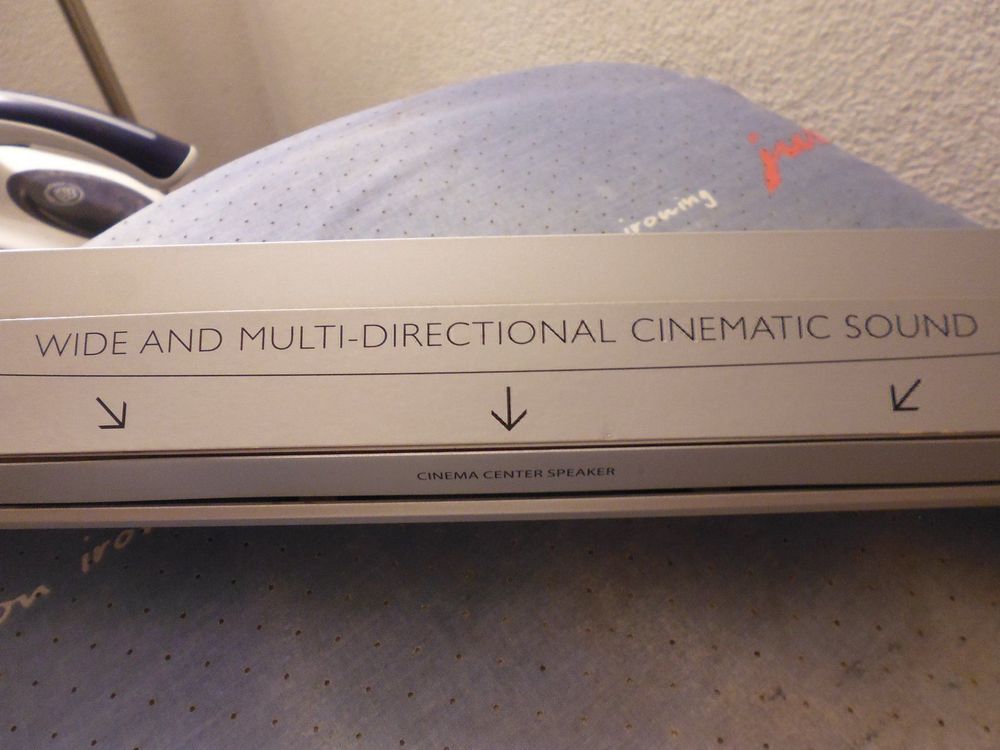 ironing
WIDE AND MULTI-DIRECTIONAL CINEMATIC SOUND
CINEMA CENTER SPEAKER